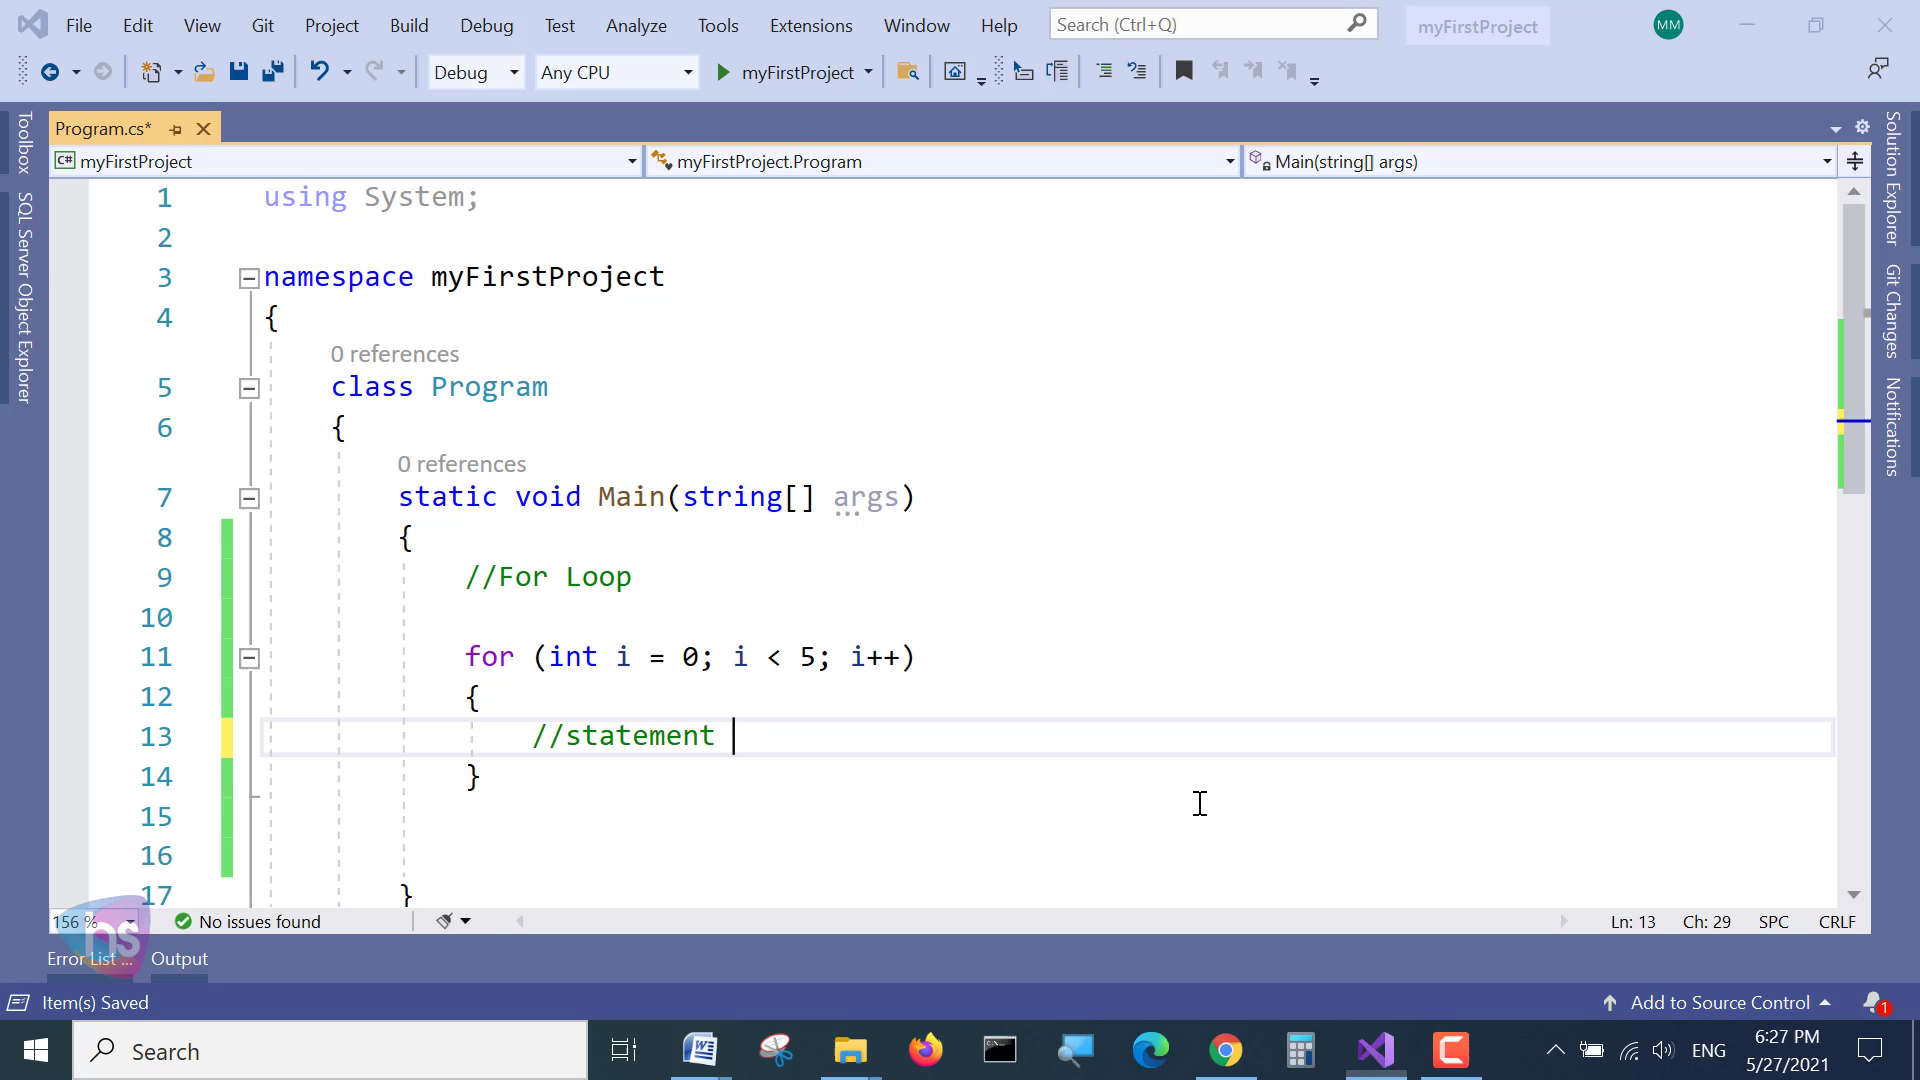 File Edit View Git Project Build Debug Test Analyze Tools Extensions Window Help Search (Ctrl+Q) myFirstProject MM
Debug Any CPU myFirstProject
Program.cs*
myFirstProject myFirstProject.Program Main(string[] args)
Toolbox
SQL Server Object Explorer
Solution Explorer
Git Changes
Notifications
1 using System;
2
3 namespace myFirstProject
4 {
0 references
5 class Program
6 {
0 references
7 static void Main(string[] args)
8 {
9 //For Loop
10
11 for (int i = 0; i < 5; i++)
12 {
13 //statement
14 }
15
16
17 }
156 % No issues found Ln: 13 Ch: 29 SPC CRLF
hs
Error List ... Output
Item(s) Saved Add to Source Control 1
Search ENG 6:27 PM
5/27/2021